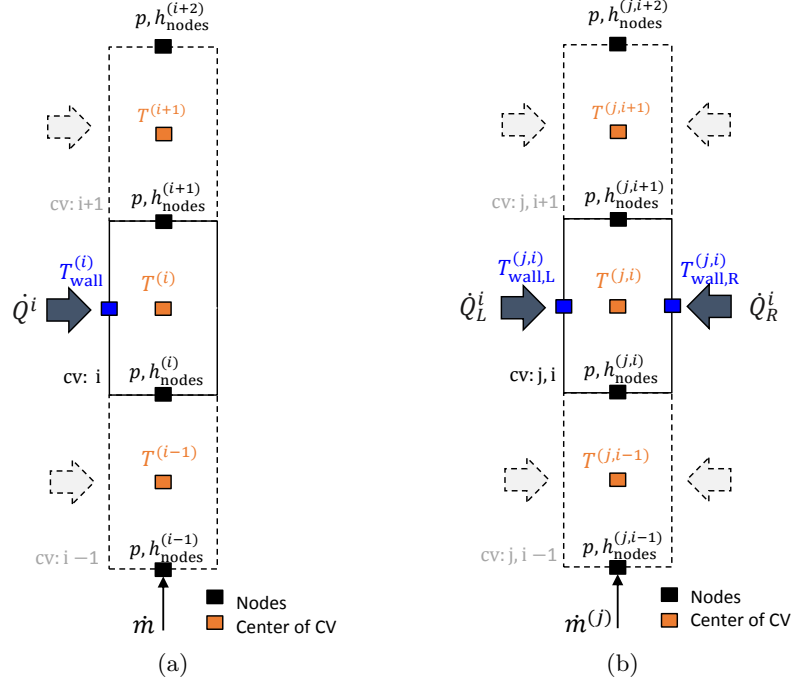 p, h_nodes^(i+2)
T^(i+1)
cv: i+1
p, h_nodes^(i+1)
T_wall^(i)
T^(i)
Q̇^i
cv: i
p, h_nodes^(i)
T^(i−1)
cv: i −1
p, h_nodes^(i−1)
ṁ
Nodes
Center of CV
(a)
p, h_nodes^(j,i+2)
T^(j,i+1)
cv: j, i+1
p, h_nodes^(j,i+1)
T_wall,L^(j,i)
T^(j,i)
T_wall,R^(j,i)
Q̇_L^i
Q̇_R^i
cv: j, i
p, h_nodes^(j,i)
T^(j,i−1)
cv: j, i −1
p, h_nodes^(j,i−1)
ṁ^(j)
Nodes
Center of CV
(b)